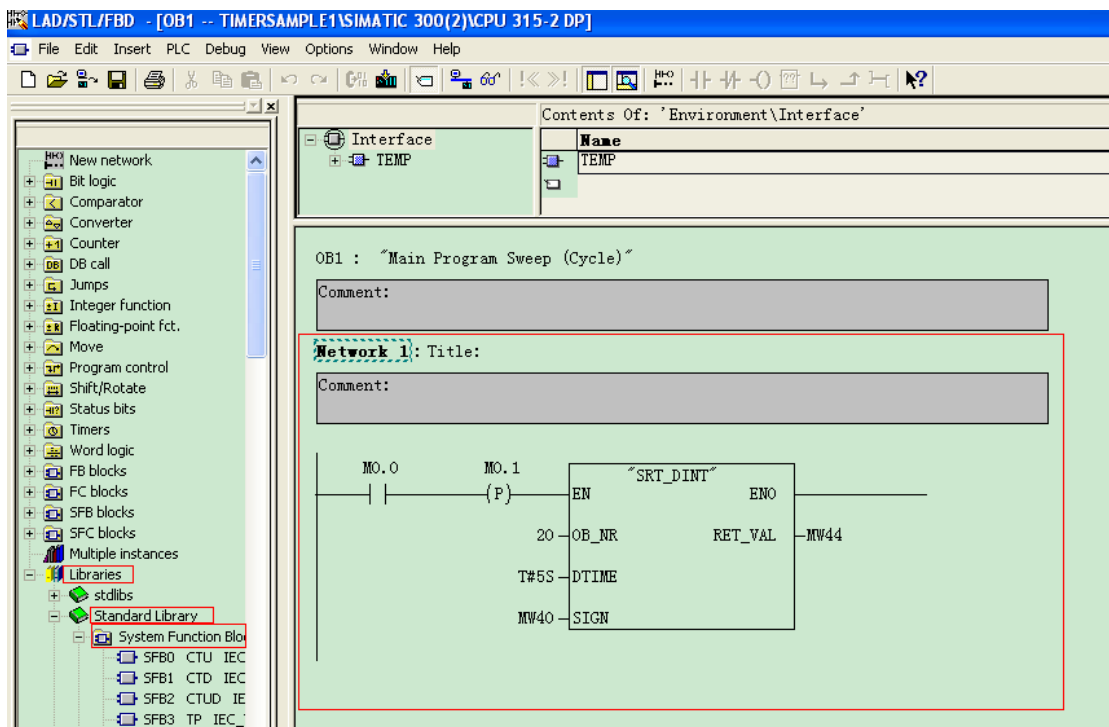 LAD/STL/FBD - [OB1 -- TIMERSAMPLE1\SIMATIC 300(2)\CPU 315-2 DP]
File Edit Insert PLC Debug View Options Window Help
New network
Bit logic
Comparator
Converter
Counter
DB call
Jumps
Integer function
Floating-point fct.
Move
Program control
Shift/Rotate
Status bits
Timers
Word logic
FB blocks
FC blocks
SFB blocks
SFC blocks
Multiple instances
Libraries
stdlibs
Standard Library
System Function Blo
SFB0 CTU IEC
SFB1 CTD IEC
SFB2 CTUD IE
SFB3 TP IEC_
Contents Of: 'Environment\Interface'
Interface
TEMP
Name
TEMP
OB1 : "Main Program Sweep (Cycle)"
Comment:
Network 1: Title:
Comment:
M0.0 M0.1 "SRT_DINT"
(P) EN ENO
20 OB_NR RET_VAL MW44
T#5S DTIME
MW40 SIGN